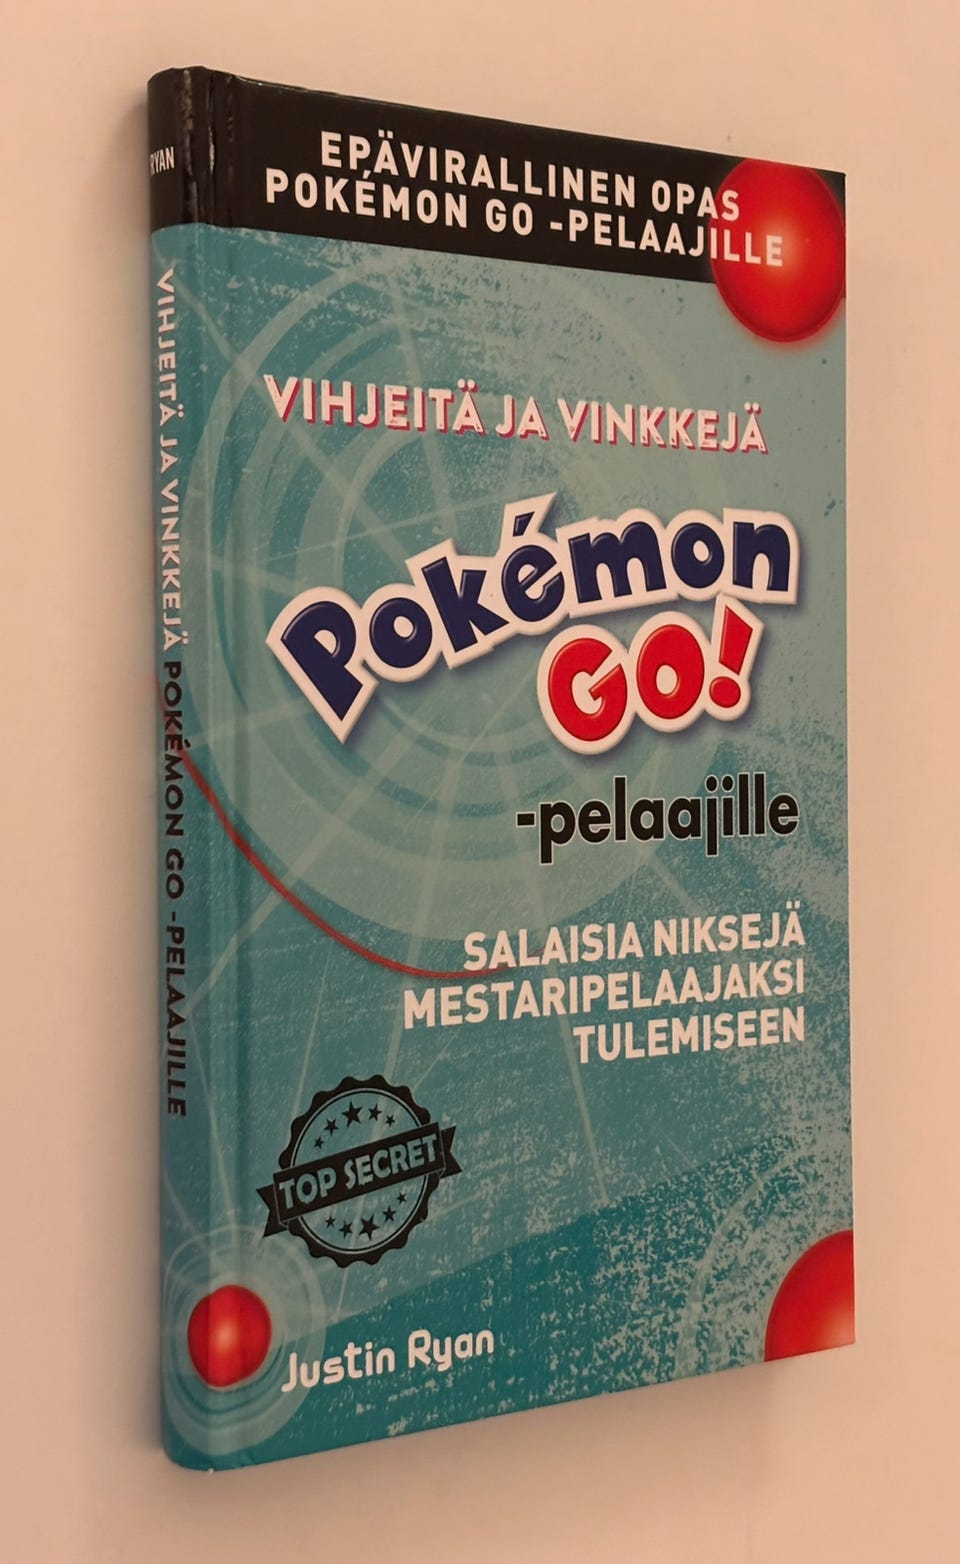 EPÄVIRALLINEN OPAS
POKÉMON GO -PELAAJILLE
VIHJEITÄ JA VINKKEJÄ
Pokémon
GO!
-pelaajille
SALAISIA NIKSEJÄ
MESTARIPELAAJAKSI
TULEMISEEN
TOP SECRET
Justin Ryan
RYAN
VIHJEITÄ JA VINKKEJÄ POKÉMON GO -PELAAJILLE